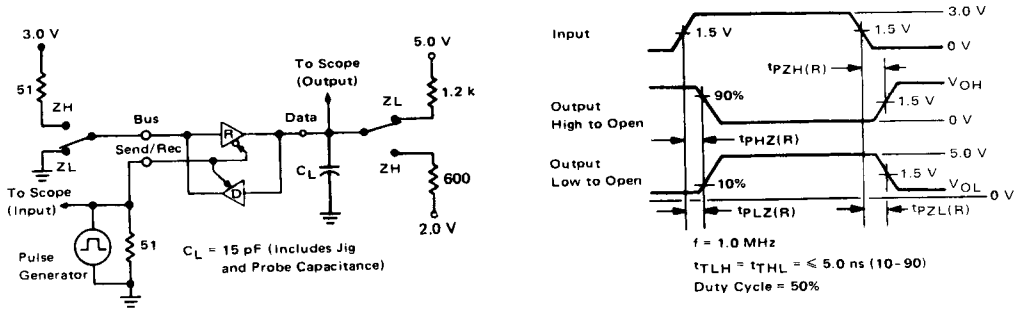 3.0 V
51
ZH
ZL
Bus
Send/Rec
R
D
To Scope
(Output)
Data
CL
5.0 V
ZL
1.2 k
ZH
600
2.0 V
To Scope
(Input)
Pulse
Generator
51
CL = 15 pF (Includes Jig
and Probe Capacitance)
Input
1.5 V
1.5 V
3.0 V
0 V
tPZH(R)
Output
High to Open
90%
tPHZ(R)
VOH
1.5 V
0 V
Output
Low to Open
10%
tPLZ(R)
5.0 V
1.5 V
VOL
0 V
tPZL(R)
f = 1.0 MHz
tTLH = tTHL = ≤ 5.0 ns (10-90)
Duty Cycle = 50%